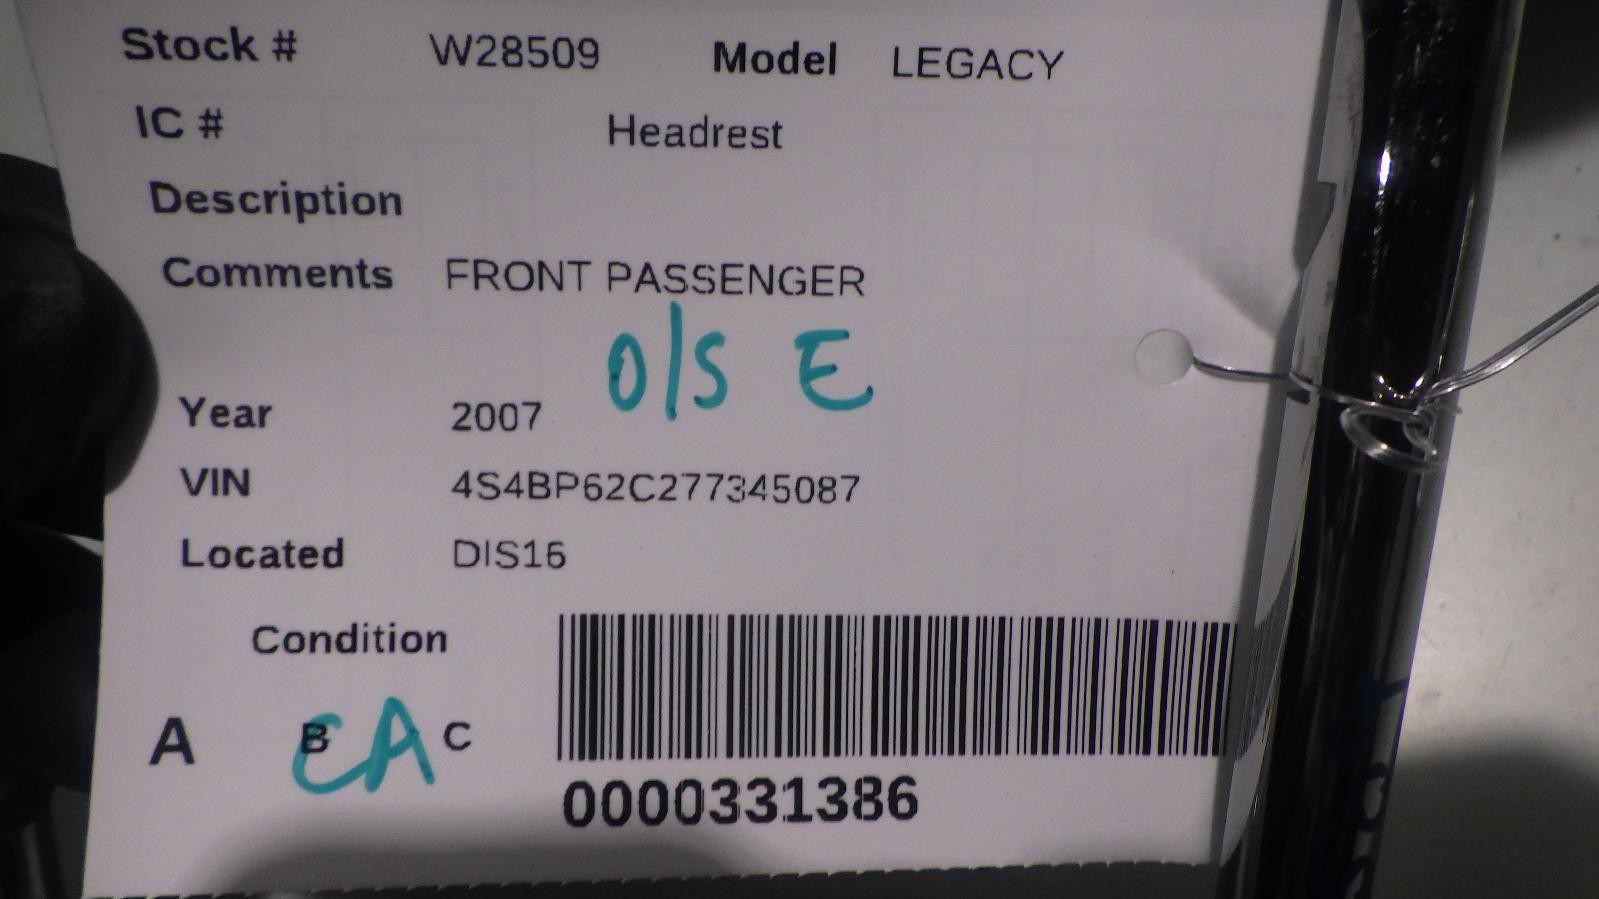 Stock # W28509 Model LEGACY
IC # Headrest
Description
Comments FRONT PASSENGER
O/S E
Year 2007
VIN 4S4BP62C277345087
Located DIS16
Condition
A B EA C
0000331386